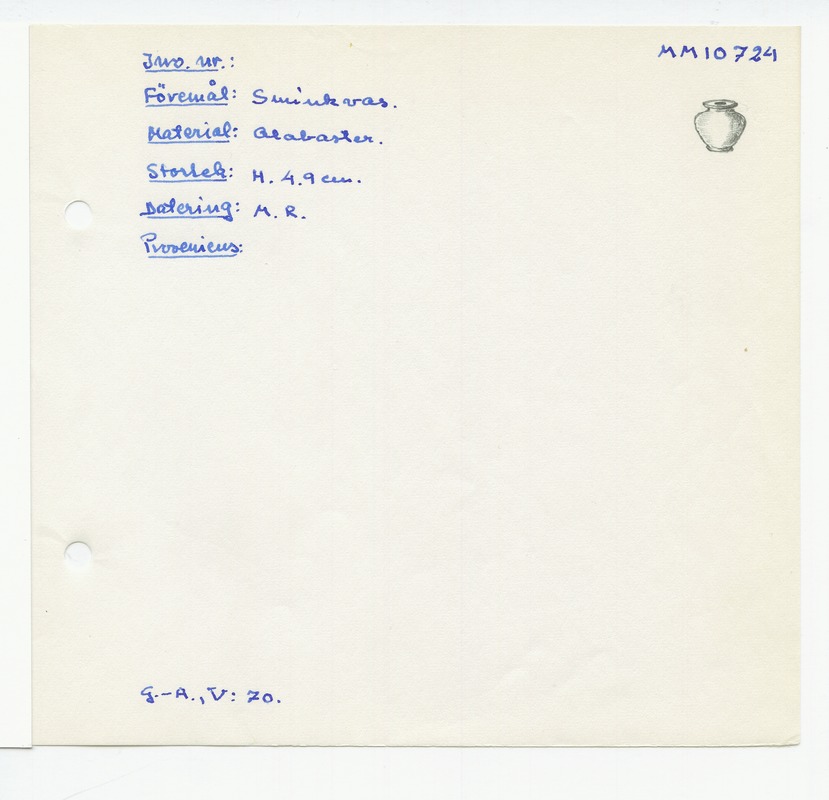 MM10724
Inv. nr.:
Föremål: Sminkvas.
Material: Alabaster.
Storlek: H. 4.9 cm.
Datering: M. R.
Proveniens:
G.-A., V: 70.